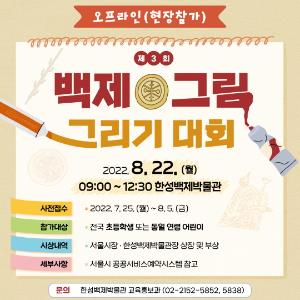 오프라인(현장참가)
제3회
백제 그림
그리기 대회
2022. 8. 22. (월)
09:00 ~ 12:30 한성백제박물관
사전접수 2022. 7. 25. (월) ~ 8. 5. (금)
참가대상 전국 초등학생 또는 동일 연령 어린이
시상내역 서울시장 · 한성백제박물관장 상장 및 부상
세부사항 서울시 공공서비스예약시스템 참고
문의 한성백제박물관 교육홍보과 (02-2152-5852, 5838)